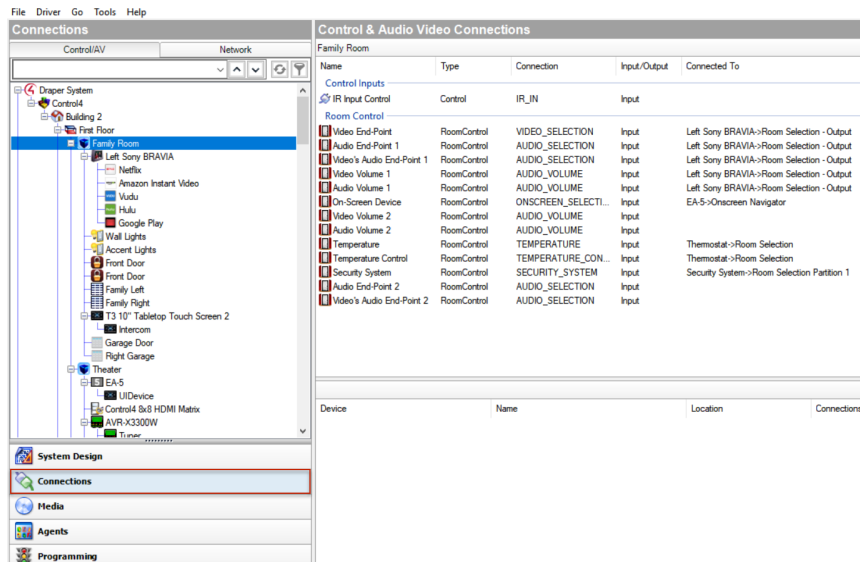 File Driver Go Tools Help
Connections
Control/AV Network
Draper System
Control4
Building 2
First Floor
Family Room
Left Sony BRAVIA
Netflix
Amazon Instant Video
Vudu
Hulu
Google Play
Wall Lights
Accent Lights
Front Door
Front Door
Family Left
Family Right
T3 10" Tabletop Touch Screen 2
Intercom
Garage Door
Right Garage
Theater
EA-5
UIDevice
Control4 8x8 HDMI Matrix
AVR-X3300W
Tuner
System Design
Connections
Media
Agents
Programming
Control & Audio Video Connections
Family Room
Name Type Connection Input/Output Connected To
Control Inputs
IR Input Control Control IR_IN Input
Room Control
Video End-Point RoomControl VIDEO_SELECTION Input Left Sony BRAVIA->Room Selection - Output
Audio End-Point 1 RoomControl AUDIO_SELECTION Input Left Sony BRAVIA->Room Selection - Output
Video's Audio End-Point 1 RoomControl AUDIO_SELECTION Input Left Sony BRAVIA->Room Selection - Output
Video Volume 1 RoomControl AUDIO_VOLUME Input Left Sony BRAVIA->Room Selection - Output
Audio Volume 1 RoomControl AUDIO_VOLUME Input Left Sony BRAVIA->Room Selection - Output
On-Screen Device RoomControl ONSCREEN_SELECTI... Input EA-5->Onscreen Navigator
Video Volume 2 RoomControl AUDIO_VOLUME Input
Audio Volume 2 RoomControl AUDIO_VOLUME Input
Temperature RoomControl TEMPERATURE Input Thermostat->Room Selection
Temperature Control RoomControl TEMPERATURE_CON... Input Thermostat->Room Selection
Security System RoomControl SECURITY_SYSTEM Input Security System->Room Selection Partition 1
Audio End-Point 2 RoomControl AUDIO_SELECTION Input
Video's Audio End-Point 2 RoomControl AUDIO_SELECTION Input
Device Name Location Connections